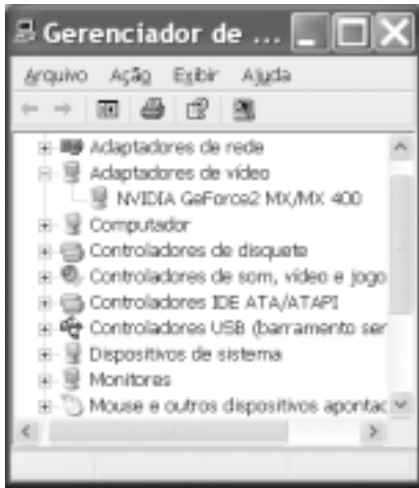 Gerenciador de ...
Arquivo Ação Exibir Ajuda
Adaptadores de rede
Adaptadores de vídeo
NVIDIA GeForce2 MX/MX 400
Computador
Controladores de disquete
Controladores de som, vídeo e jogo
Controladores IDE ATA/ATAPI
Controladores USB (barramento ser
Dispositivos de sistema
Monitores
Mouse e outros dispositivos apontac